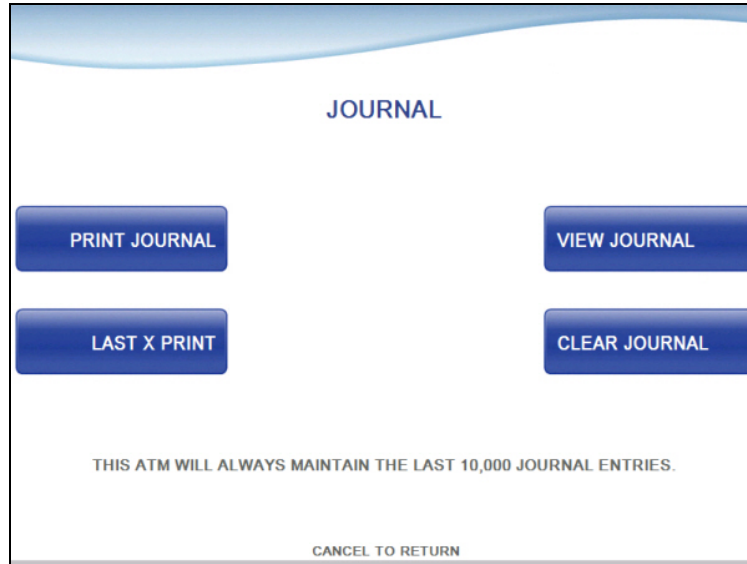 JOURNAL
PRINT JOURNAL
VIEW JOURNAL
LAST X PRINT
CLEAR JOURNAL
THIS ATM WILL ALWAYS MAINTAIN THE LAST 10,000 JOURNAL ENTRIES.
CANCEL TO RETURN